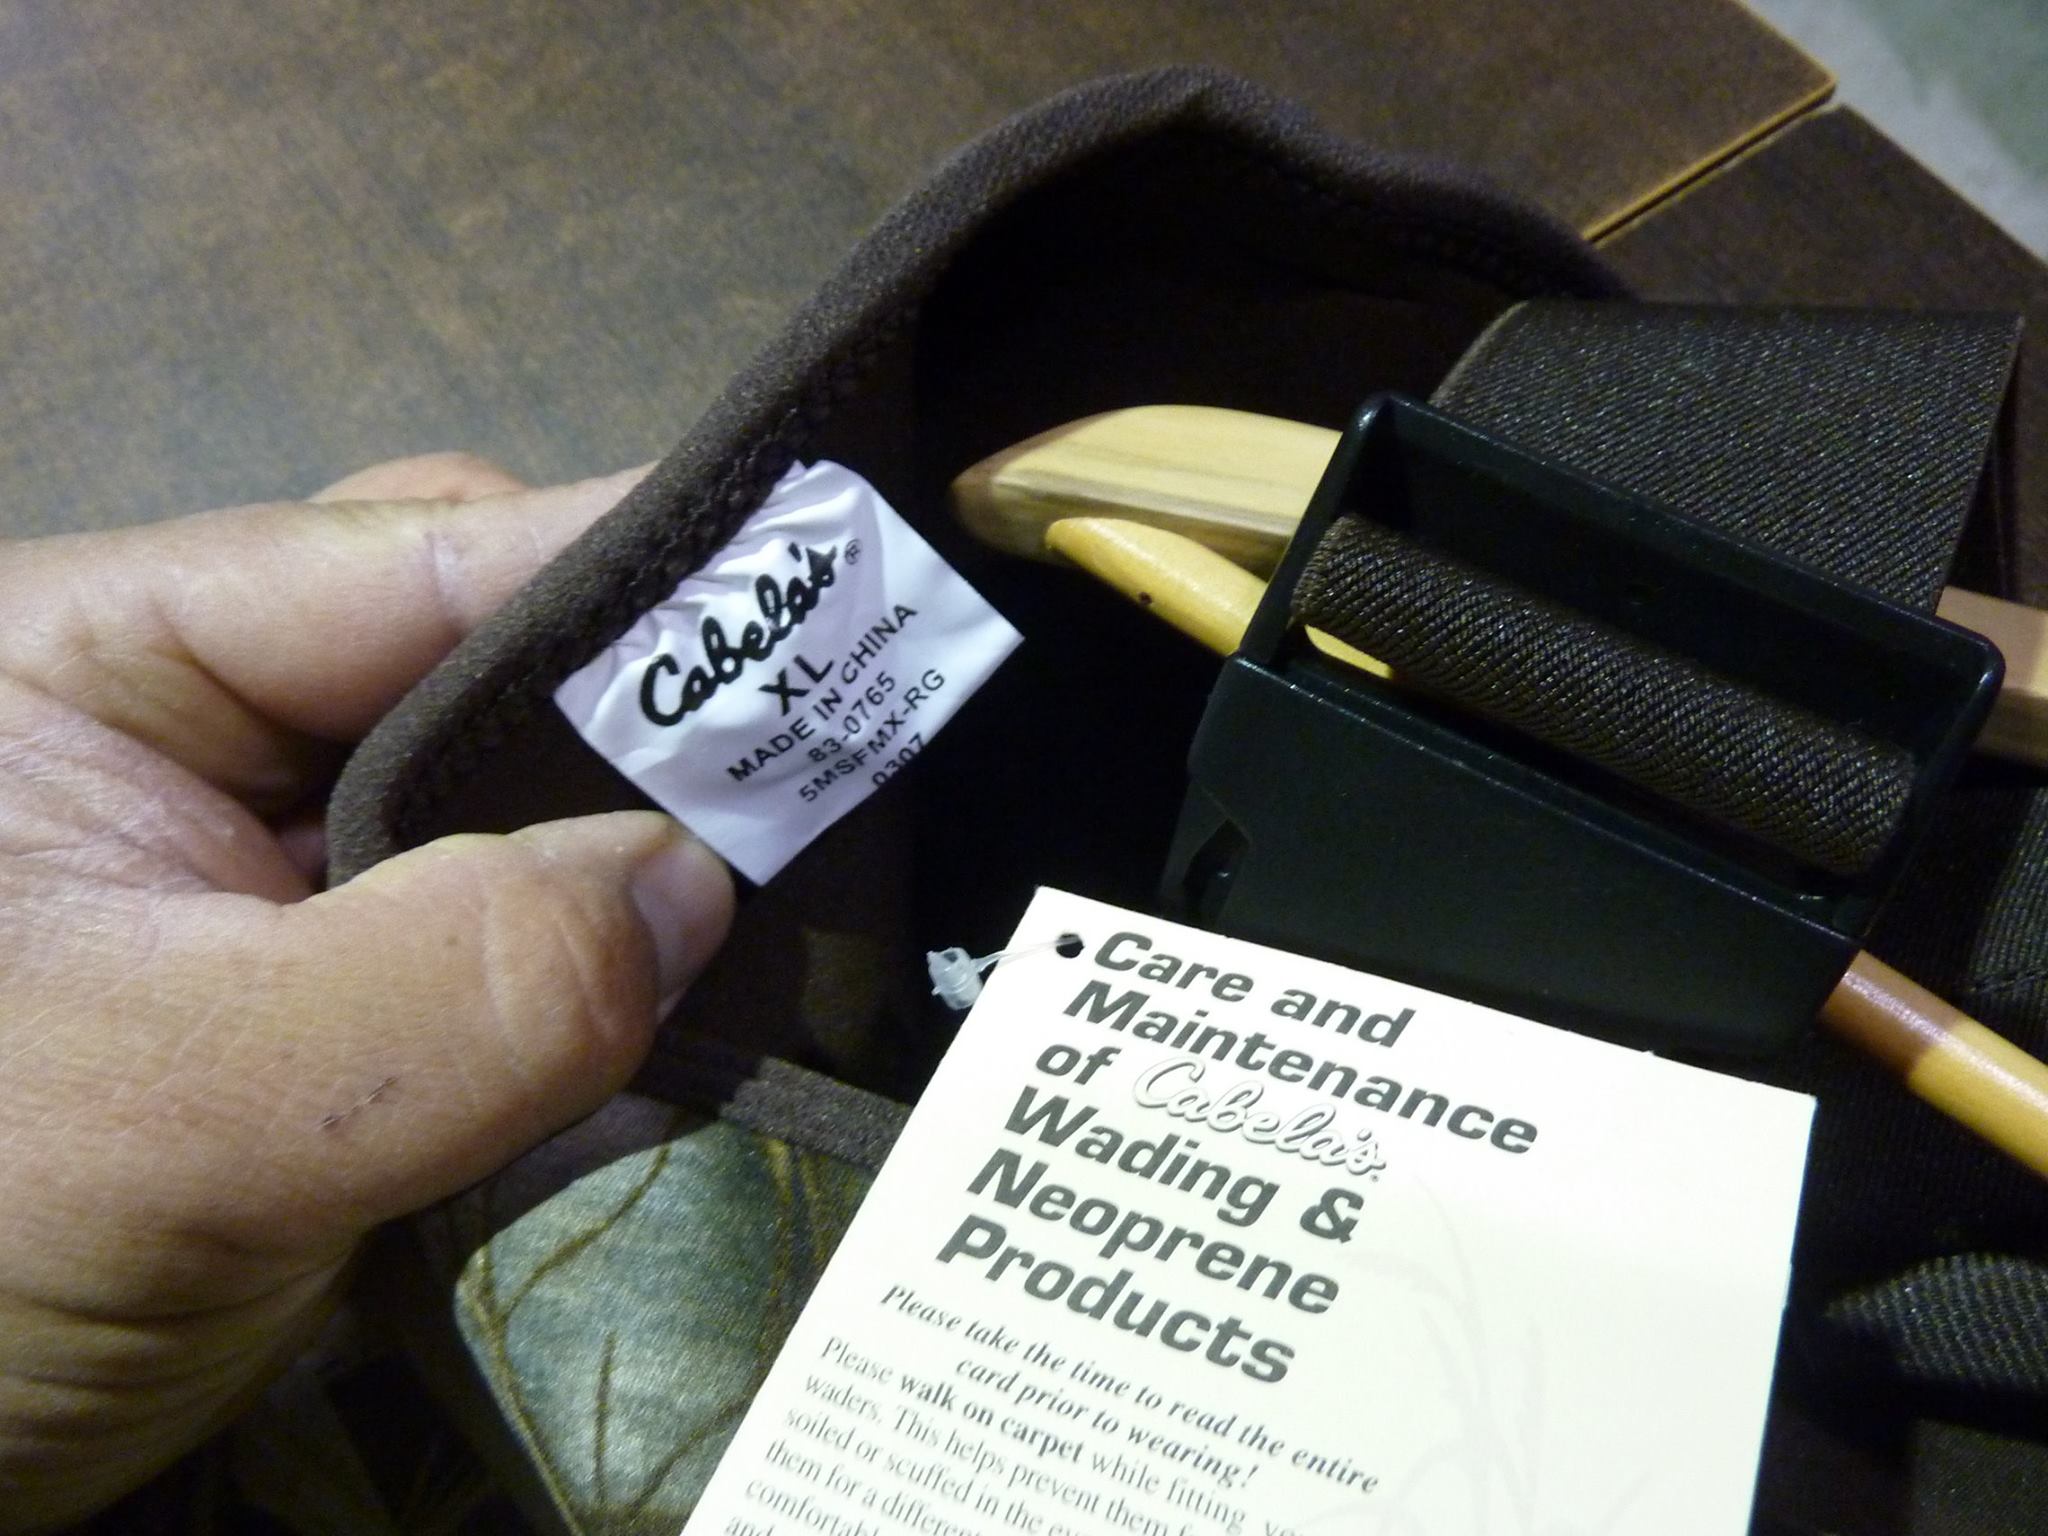 Cabela's®
XL
MADE IN CHINA
83-0765
5MSFMX-RG
0307
Care and
Maintenance
of Cabela's®
Wading &
Neoprene
Products
Please take the time to read the entire
card prior to wearing!
Please walk on carpet while fitting
waders. This helps prevent them
soiled or scuffed in the
them for a different
and